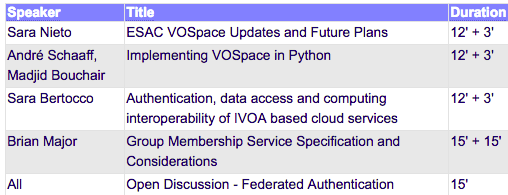 Speaker Title Duration
Sara Nieto ESAC VOSpace Updates and Future Plans 12' + 3'
André Schaaff, Implementing VOSpace in Python 12' + 3'
Madjid Bouchair
Sara Bertocco Authentication, data access and computing 12' + 3'
interoperability of IVOA based cloud services
Brian Major Group Membership Service Specification and 15' + 15'
Considerations
All Open Discussion - Federated Authentication 15'